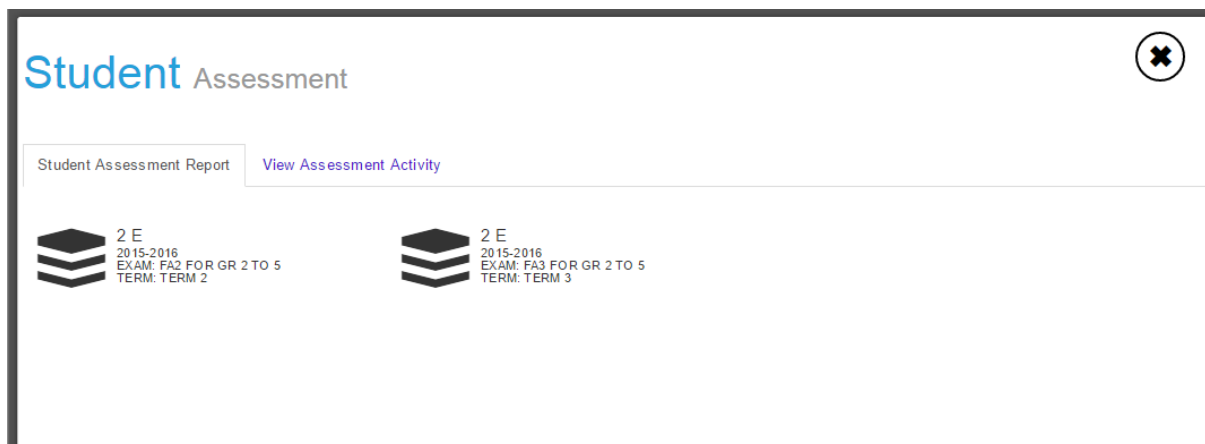 Student Assessment
Student Assessment Report
View Assessment Activity
2 E
2015-2016
EXAM: FA2 FOR GR 2 TO 5
TERM: TERM 2
2 E
2015-2016
EXAM: FA3 FOR GR 2 TO 5
TERM: TERM 3